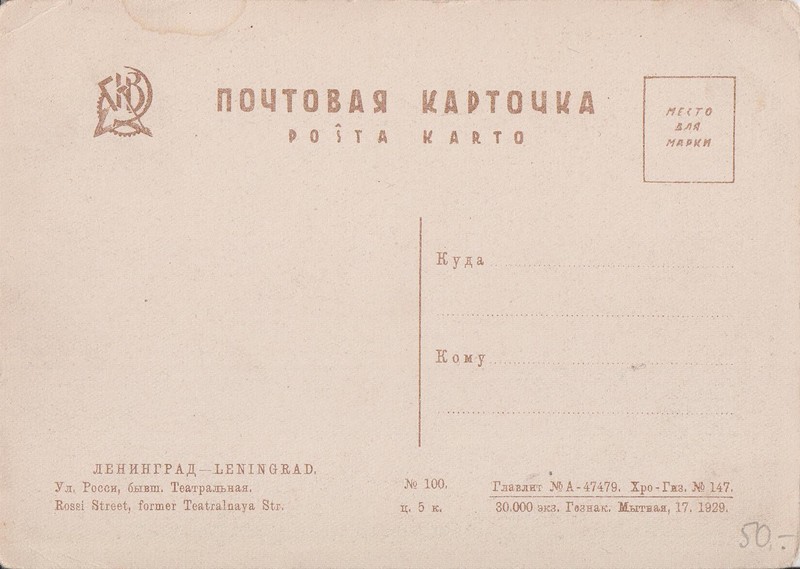 ПОЧТОВАЯ КАРТОЧКА
POŜTA KARTO
МЕСТО
ДЛЯ
МАРКИ
Куда
Кому
ЛЕНИНГРАД—LENINGRAD.
Ул. Росси, бывш. Театральная.
Rossi Street, former Teatralnaya Str.
№ 100.
ц. 5 к.
Главлит № А-47479. Хро-Гиз. № 147.
30.000 экз. Гознак. Мытная, 17. 1929.
50,-